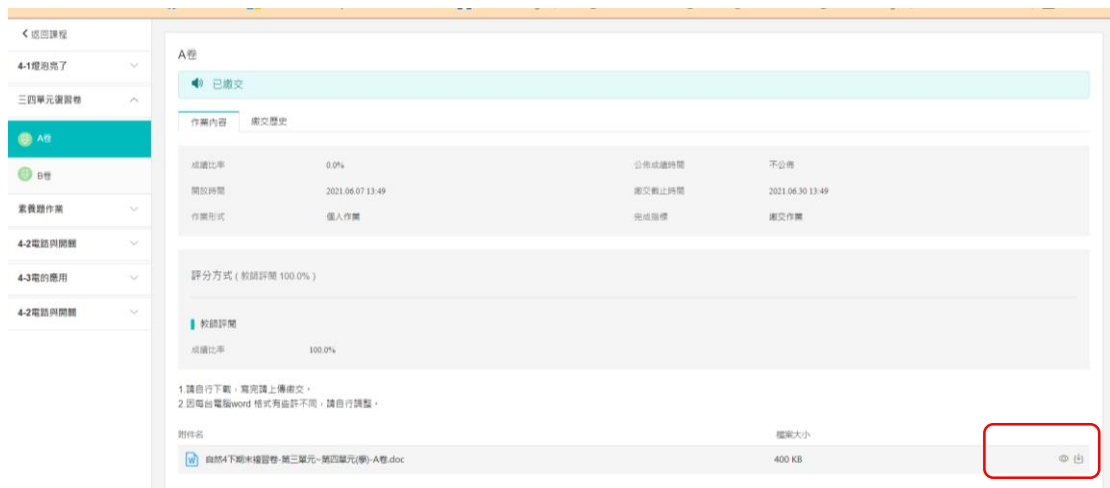 返回課程
4-1燈泡亮了
三四單元復習卷
A卷
B卷
素養題作業
4-2電路與開關
4-3電的應用
4-2電路與開關
A卷
已繳交
作業內容 繳交歷史
成績比率 0.0% 公佈成績時間 不公佈
開放時間 2021.06.07 13:49 繳交截止時間 2021.06.30 13:49
作業形式 個人作業 完成指標 繳交作業
評分方式 ( 教師評閱 100.0% )
教師評閱
成績比率 100.0%
1.請自行下載,寫完請上傳繳交。
2.因每台電腦word 格式有些許不同,請自行調整。
附件名 檔案大小
自然4下期末複習卷-第三單元~第四單元(學)-A卷.doc 400 KB